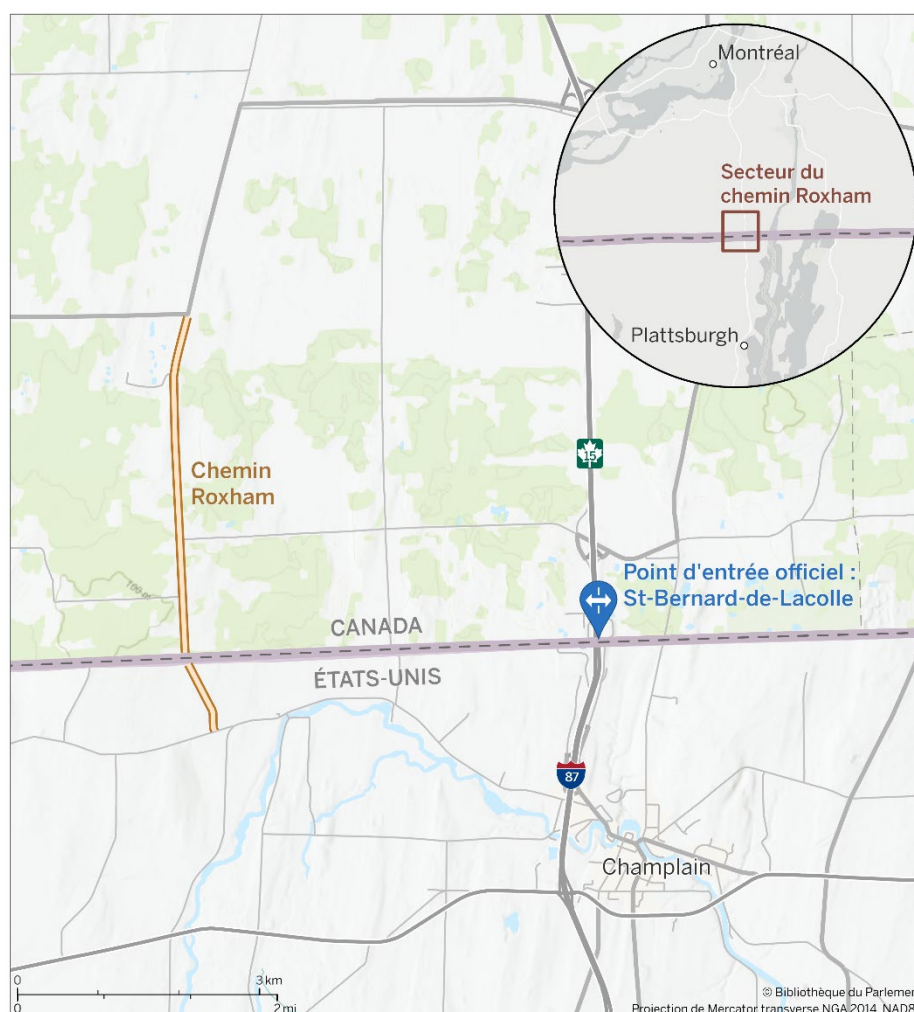 Montréal
Secteur du
chemin Roxham
Plattsburgh
15
Chemin
Roxham
Point d'entrée officiel :
St-Bernard-de-Lacolle
CANADA
ÉTATS-UNIS
87
Champlain
0 3 km
0 2 mi
© Bibliothèque du Parlemen
Projection de Mercator transverse NGA 2014, NAD8